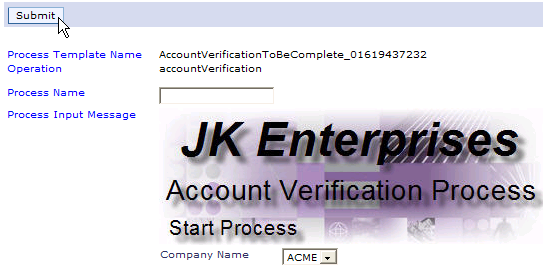 Submit
Process Template Name AccountVerificationToBeComplete_01619437232
Operation accountVerification
Process Name
Process Input Message
JK Enterprises
Account Verification Process
Start Process
Company Name ACME